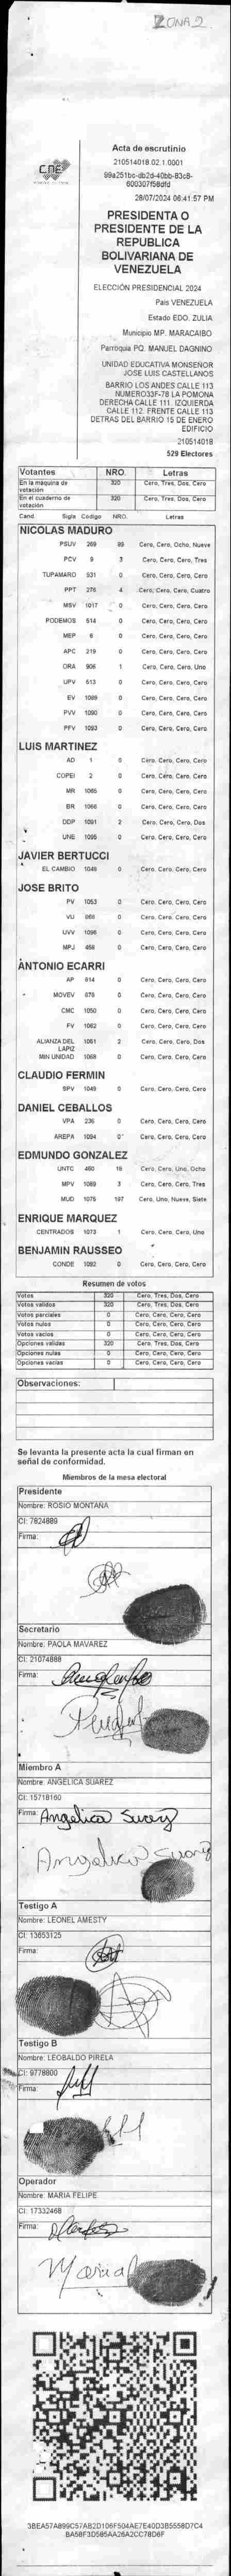 ZONA 2
CNE
Acta de escrutinio
210514018.02.1.0001
99a251bc-db2d-40bb-83c8-
600307f58dfd
28/07/2024 06:41:57 PM
PRESIDENTA O
PRESIDENTE DE LA
REPUBLICA
BOLIVARIANA DE
VENEZUELA
ELECCIÓN PRESIDENCIAL 2024
Pais VENEZUELA
Estado EDO. ZULIA
Municipio MP. MARACAIBO
Parroquia PQ. MANUEL DAGNINO
UNIDAD EDUCATIVA MONSEÑOR
JOSE LUIS CASTELLANOS
BARRIO LOS ANDES CALLE 113
NUMERO33F-78 LA POMONA
DERECHA CALLE 111. IZQUIERDA
CALLE 112. FRENTE CALLE 113
DETRAS DEL BARRIO 15 DE ENERO
EDIFICIO
210514018
529 Electores
Votantes NRO. Letras
En la máquina de votación 320 Cero, Tres, Dos, Cero
En el cuaderno de votación 320 Cero, Tres, Dos, Cero
Cand. Sigla Código NRO. Letras
NICOLAS MADURO
PSUV 269 89 Cero, Cero, Ocho, Nueve
PCV 9 3 Cero, Cero, Cero, Tres
TUPAMARO 531 0 Cero, Cero, Cero, Cero
PPT 276 4 Cero, Cero, Cero, Cuatro
MSV 1017 0 Cero, Cero, Cero, Cero
PODEMOS 514 0 Cero, Cero, Cero, Cero
MEP 6 0 Cero, Cero, Cero, Cero
APC 219 0 Cero, Cero, Cero, Cero
ORA 906 1 Cero, Cero, Cero, Uno
UPV 513 0 Cero, Cero, Cero, Cero
EV 1099 0 Cero, Cero, Cero, Cero
PVV 1090 0 Cero, Cero, Cero, Cero
PFV 1093 0 Cero, Cero, Cero, Cero
LUIS MARTINEZ
AD 1 0 Cero, Cero, Cero, Cero
COPEI 2 0 Cero, Cero, Cero, Cero
MR 1065 0 Cero, Cero, Cero, Cero
BR 1066 0 Cero, Cero, Cero, Cero
DDP 1091 2 Cero, Cero, Cero, Dos
UNE 1095 0 Cero, Cero, Cero, Cero
JAVIER BERTUCCI
EL CAMBIO 1046 0 Cero, Cero, Cero, Cero
JOSE BRITO
PV 1053 0 Cero, Cero, Cero, Cero
VU 968 0 Cero, Cero, Cero, Cero
UVV 1096 0 Cero, Cero, Cero, Cero
MPJ 458 0 Cero, Cero, Cero, Cero
ANTONIO ECARRI
AP 914 0 Cero, Cero, Cero, Cero
MOVEV 978 0 Cero, Cero, Cero, Cero
CMC 1050 0 Cero, Cero, Cero, Cero
FV 1062 0 Cero, Cero, Cero, Cero
ALIANZA DEL LAPIZ 1061 2 Cero, Cero, Cero, Dos
MIN UNIDAD 1068 0 Cero, Cero, Cero, Cero
CLAUDIO FERMIN
SPV 1049 0 Cero, Cero, Cero, Cero
DANIEL CEBALLOS
VPA 236 0 Cero, Cero, Cero, Cero
AREPA 1094 0 Cero, Cero, Cero, Cero
EDMUNDO GONZALEZ
UNTC 460 18 Cero, Cero, Uno, Ocho
MPV 1089 3 Cero, Cero, Cero, Tres
MUD 1075 197 Cero, Uno, Nueve, Siete
ENRIQUE MARQUEZ
CENTRADOS 1073 1 Cero, Cero, Cero, Uno
BENJAMIN RAUSSEO
CONDE 1092 0 Cero, Cero, Cero, Cero
Resumen de votos
Votos 320 Cero, Tres, Dos, Cero
Votos validos 320 Cero, Tres, Dos, Cero
Votos parciales 0 Cero, Cero, Cero, Cero
Votos nulos 0 Cero, Cero, Cero, Cero
Votos vacíos 0 Cero, Cero, Cero, Cero
Opciones válidas 320 Cero, Tres, Dos, Cero
Opciones nulas 0 Cero, Cero, Cero, Cero
Opciones vacías 0 Cero, Cero, Cero, Cero
Observaciones:
Se levanta la presente acta la cual firman en
señal de conformidad.
Miembros de la mesa electoral
Presidente
Nombre: ROSIO MONTAÑA
CI: 7824689
Firma:
Secretario
Nombre: PAOLA MAVAREZ
CI: 21074888
Firma:
Miembro A
Nombre: ANGELICA SUAREZ
CI: 15718160
Firma: Angelica Suarez
Angelica Suarez
Testigo A
Nombre: LEONEL AMESTY
CI: 13653125
Firma:
Testigo B
Nombre: LEOBALDO PIRELA
CI: 9778800
Firma:
Operador
Nombre: MARIA FELIPE
CI: 17332468
Firma:
Maria
3BEA57A899C57AB2D106F504AE7E40D3B5558D7C4
BA58F3D585AA26A2CC78D6F